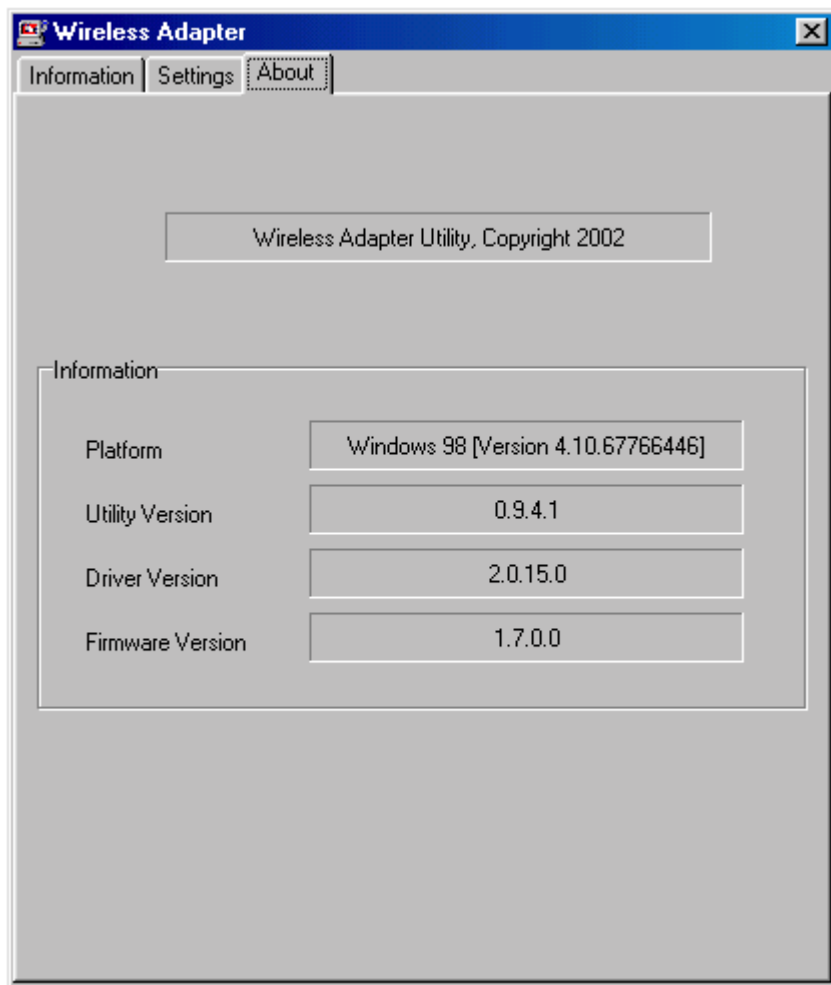 Wireless Adapter
Information Settings About
Wireless Adapter Utility, Copyright 2002
Information
Platform Windows 98 [Version 4.10.67766446]
Utility Version 0.9.4.1
Driver Version 2.0.15.0
Firmware Version 1.7.0.0